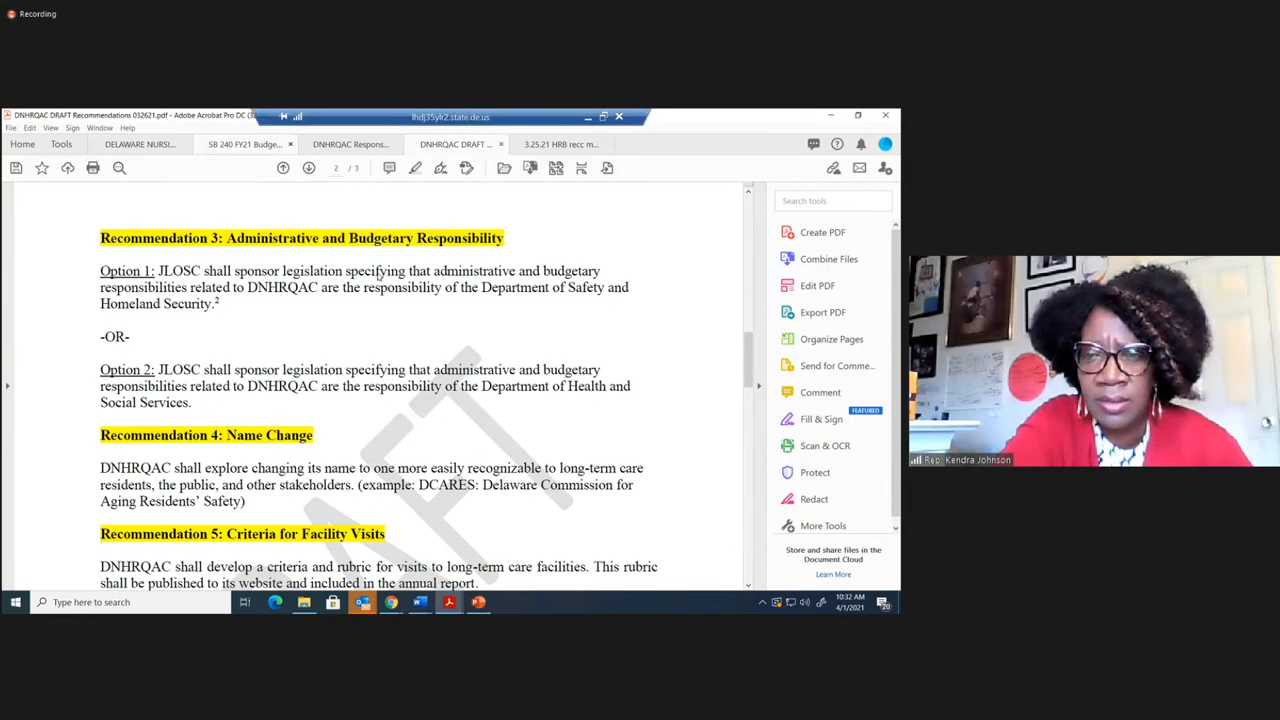 Recording
DNHRQAC DRAFT Recommendations 032621.pdf - Adobe Acrobat Pro DC (32-
lhdj35ylr2.state.de.us
File Edit View Sign Window Help
Home Tools DELAWARE NURSI... SB 240 FY21 Budge... × DNHRQAC Respons... DNHRQAC DRAFT ... × 3.25.21 HRB recc m...
2 / 3
Search tools
Recommendation 3: Administrative and Budgetary Responsibility
Option 1: JLOSC shall sponsor legislation specifying that administrative and budgetary
responsibilities related to DNHRQAC are the responsibility of the Department of Safety and
Homeland Security.2
-OR-
Option 2: JLOSC shall sponsor legislation specifying that administrative and budgetary
responsibilities related to DNHRQAC are the responsibility of the Department of Health and
Social Services.
Recommendation 4: Name Change
DNHRQAC shall explore changing its name to one more easily recognizable to long-term care
residents, the public, and other stakeholders. (example: DCARES: Delaware Commission for
Aging Residents' Safety)
Recommendation 5: Criteria for Facility Visits
DNHRQAC shall develop a criteria and rubric for visits to long-term care facilities. This rubric
shall be published to its website and included in the annual report.
DRAFT
Create PDF
Combine Files
Edit PDF
Export PDF
Organize Pages
Send for Comme...
Comment
FEATURED
Fill & Sign
Scan & OCR
Protect
Redact
More Tools
Store and share files in the
Document Cloud
Learn More
Rep. Kendra Johnson
Type here to search
10:32 AM
4/1/2021
20